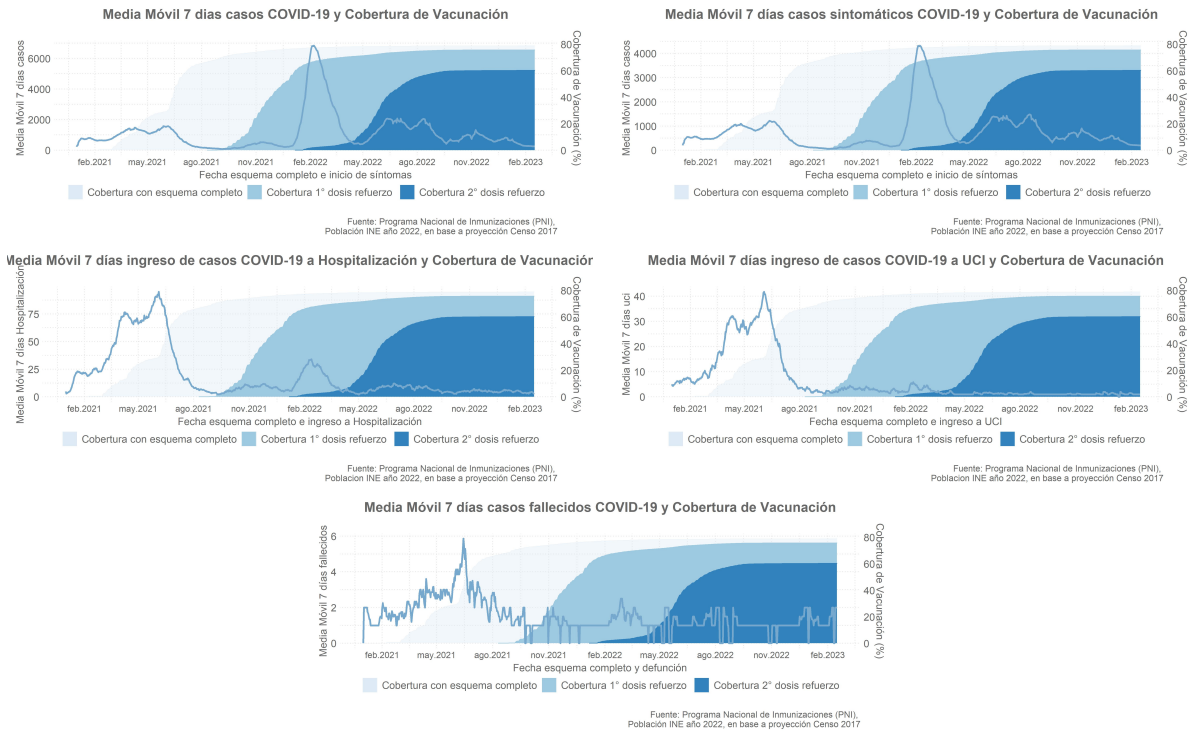 Media Móvil 7 días casos COVID-19 y Cobertura de Vacunación
Media Móvil 7 días casos
6000
4000
2000
0
80
60
40
20
0
Cobertura de Vacunación (%)
feb.2021 may.2021 ago.2021 nov.2021 feb.2022 may.2022 ago.2022 nov.2022 feb.2023
Fecha esquema completo e inicio de síntomas
Cobertura con esquema completo Cobertura 1° dosis refuerzo Cobertura 2° dosis refuerzo
Fuente: Programa Nacional de Inmunizaciones (PNI),
Población INE año 2022, en base a proyección Censo 2017
Media Móvil 7 días casos sintomáticos COVID-19 y Cobertura de Vacunación
Media Móvil 7 días casos
4000
3000
2000
1000
0
80
60
40
20
0
Cobertura de Vacunación (%)
feb.2021 may.2021 ago.2021 nov.2021 feb.2022 may.2022 ago.2022 nov.2022 feb.2023
Fecha esquema completo e inicio de síntomas
Cobertura con esquema completo Cobertura 1° dosis refuerzo Cobertura 2° dosis refuerzo
Fuente: Programa Nacional de Inmunizaciones (PNI),
Población INE año 2022, en base a proyección Censo 2017
Media Móvil 7 días ingreso de casos COVID-19 a Hospitalización y Cobertura de Vacunación
Media Móvil 7 días Hospitalización
75
50
25
0
80
60
40
20
0
Cobertura de Vacunación (%)
feb.2021 may.2021 ago.2021 nov.2021 feb.2022 may.2022 ago.2022 nov.2022 feb.2023
Fecha esquema completo e ingreso a Hospitalización
Cobertura con esquema completo Cobertura 1° dosis refuerzo Cobertura 2° dosis refuerzo
Fuente: Programa Nacional de Inmunizaciones (PNI),
Poblacion INE año 2022, en base a proyección Censo 2017
Media Móvil 7 días ingreso de casos COVID-19 a UCI y Cobertura de Vacunación
Media Móvil 7 días uci
40
30
20
10
0
80
60
40
20
0
Cobertura de Vacunación (%)
feb.2021 may.2021 ago.2021 nov.2021 feb.2022 may.2022 ago.2022 nov.2022 feb.2023
Fecha esquema completo e ingreso a UCI
Cobertura con esquema completo Cobertura 1° dosis refuerzo Cobertura 2° dosis refuerzo
Fuente: Programa Nacional de Inmunizaciones (PNI),
Poblacion INE año 2022, en base a proyección Censo 2017
Media Móvil 7 días casos fallecidos COVID-19 y Cobertura de Vacunación
Media Móvil 7 días fallecidos
6
4
2
0
80
60
40
20
0
Cobertura de Vacunación (%)
feb.2021 may.2021 ago.2021 nov.2021 feb.2022 may.2022 ago.2022 nov.2022 feb.2023
Fecha esquema completo y defunción
Cobertura con esquema completo Cobertura 1° dosis refuerzo Cobertura 2° dosis refuerzo
Fuente: Programa Nacional de Inmunizaciones (PNI),
Población INE año 2022, en base a proyección Censo 2017